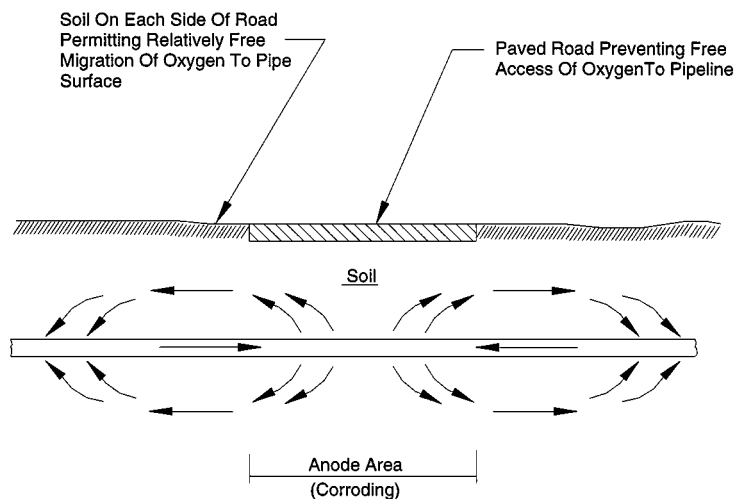 Soil On Each Side Of Road
Permitting Relatively Free
Migration Of Oxygen To Pipe
Surface
Paved Road Preventing Free
Access Of OxygenTo Pipeline
Soil
Anode Area
(Corroding)